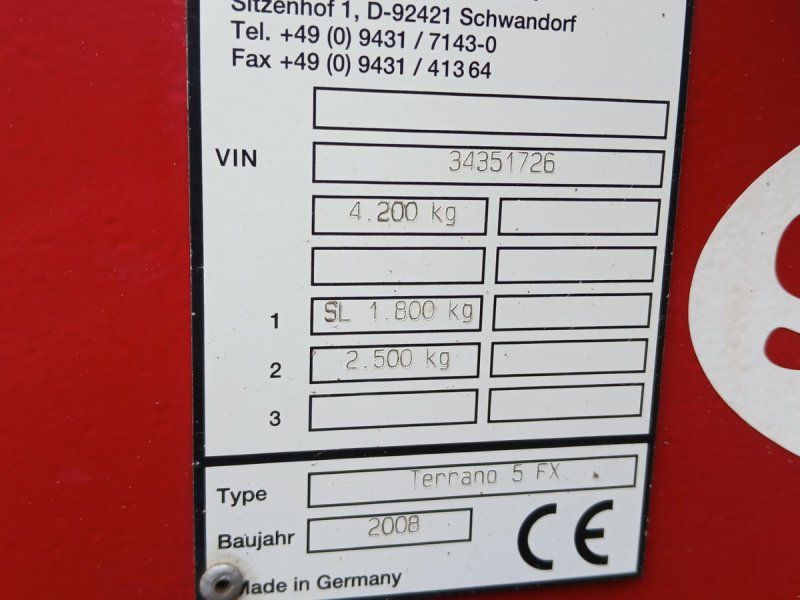 Sitzenhof 1, D-92421 Schwandorf
Tel. +49 (0) 9431 / 7143-0
Fax +49 (0) 9431 / 41364
VIN 34351726
4.200 kg
1 SL 1.800 kg
2 2.500 kg
3
Type Terrano 5 FX
Baujahr 2008 CE
Made in Germany